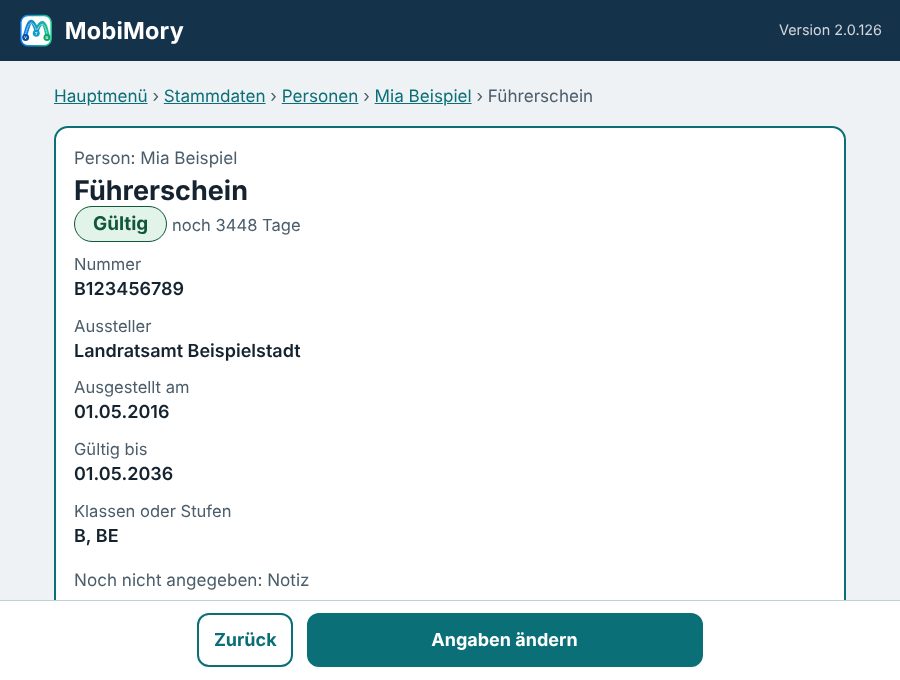 MobiMory
Version 2.0.126
Hauptmenü › Stammdaten › Personen › Mia Beispiel › Führerschein
Person: Mia Beispiel
Führerschein
Gültig noch 3448 Tage
Nummer
B123456789
Aussteller
Landratsamt Beispielstadt
Ausgestellt am
01.05.2016
Gültig bis
01.05.2036
Klassen oder Stufen
B, BE
Noch nicht angegeben: Notiz
Zurück
Angaben ändern